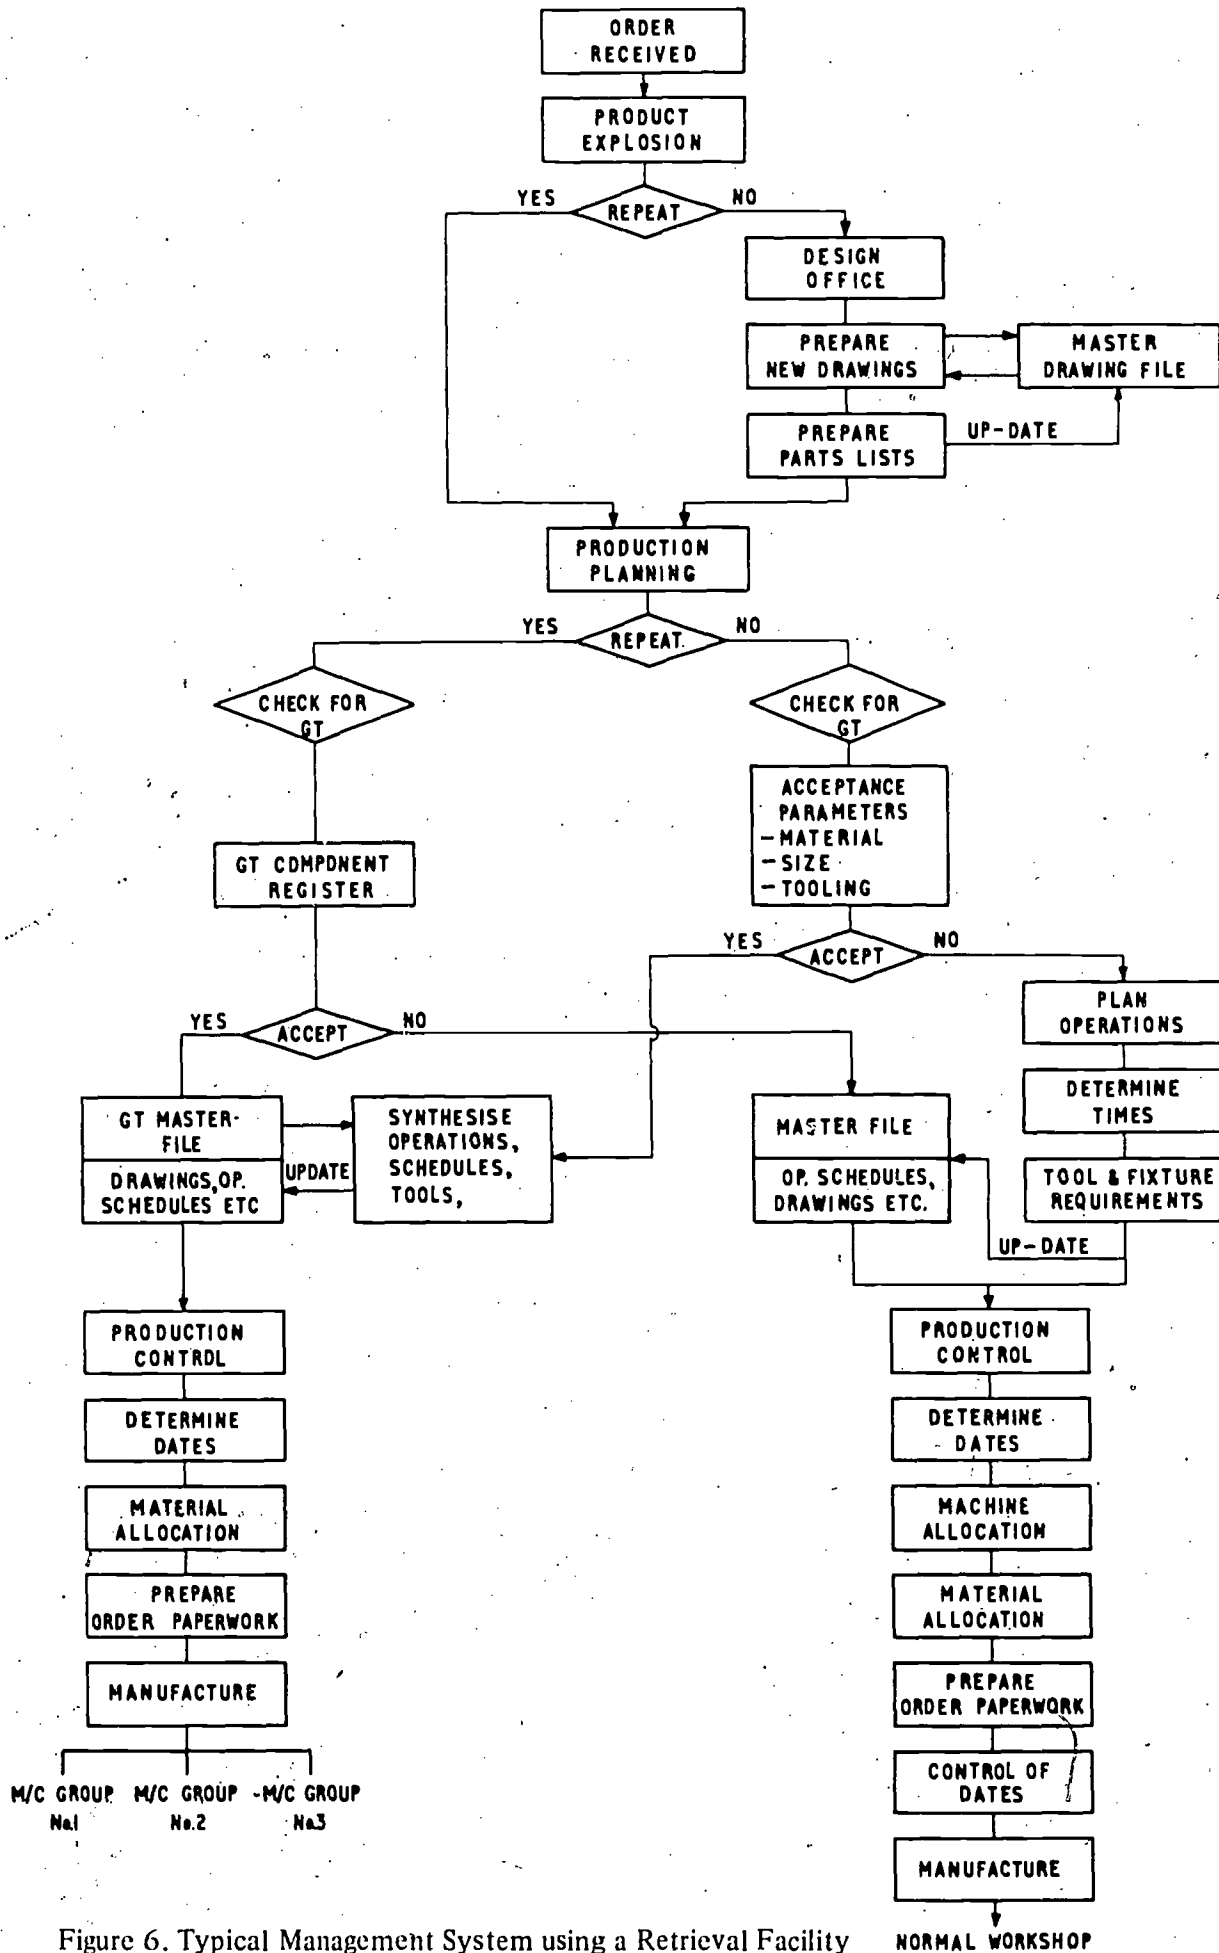 ORDER
RECEIVED
PRODUCT
EXPLOSION
YES
REPEAT
NO
DESIGN
OFFICE
PREPARE
NEW DRAWINGS
MASTER
DRAWING FILE
PREPARE
PARTS LISTS
UP-DATE
PRODUCTION
PLANNING
YES
REPEAT
NO
CHECK FOR
GT
CHECK FOR
GT
ACCEPTANCE
PARAMETERS
- MATERIAL
- SIZE
- TOOLING
GT COMPONENT
REGISTER
YES
ACCEPT
NO
PLAN
OPERATIONS
YES
ACCEPT
NO
DETERMINE
TIMES
GT MASTER-
FILE
DRAWINGS, OP.
SCHEDULES ETC
UPDATE
SYNTHESISE
OPERATIONS,
SCHEDULES,
TOOLS,
MASTER FILE
OP. SCHEDULES,
DRAWINGS ETC.
TOOL & FIXTURE
REQUIREMENTS
UP-DATE
PRODUCTION
CONTROL
DETERMINE
DATES
MATERIAL
ALLOCATION
PREPARE
ORDER PAPERWORK
MANUFACTURE
M/C GROUP
No.1
M/C GROUP
No.2
M/C GROUP
No.3
PRODUCTION
CONTROL
DETERMINE
DATES
MACHINE
ALLOCATION
MATERIAL
ALLOCATION
PREPARE
ORDER PAPERWORK
CONTROL OF
DATES
MANUFACTURE
NORMAL WORKSHOP
Figure 6. Typical Management System using a Retrieval Facility